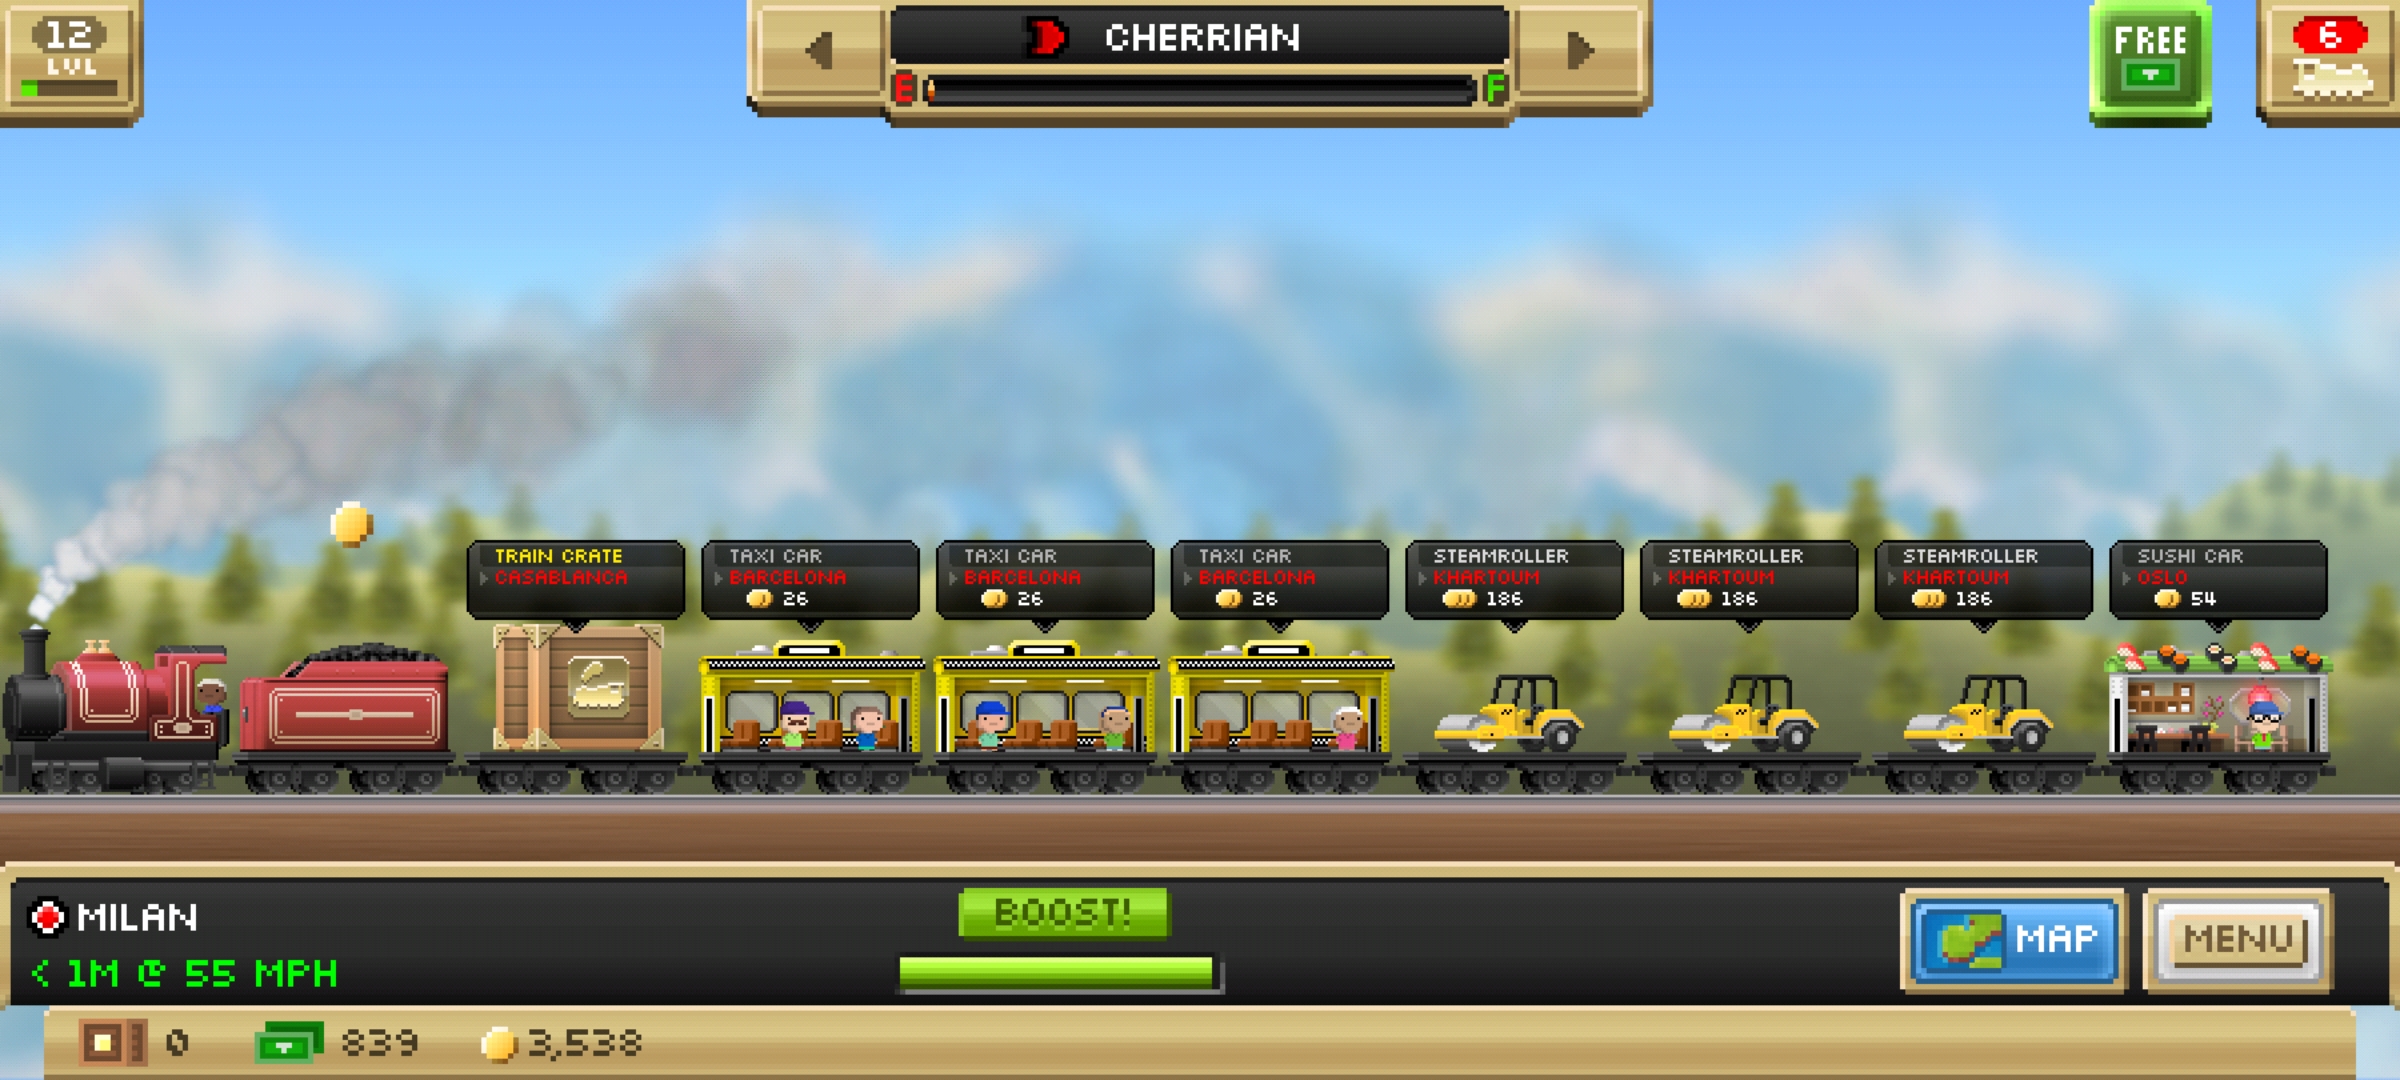 12
LVL
CHERRIAN
E F
FREE
6
TRAIN CRATE
CASABLANCA
TAXI CAR
BARCELONA
26
TAXI CAR
BARCELONA
26
TAXI CAR
BARCELONA
26
STEAMROLLER
KHARTOUM
186
STEAMROLLER
KHARTOUM
186
STEAMROLLER
KHARTOUM
186
SUSHI CAR
OSLO
54
MILAN
< 1M @ 55 MPH
BOOST!
MAP
MENU
0
839
3,538